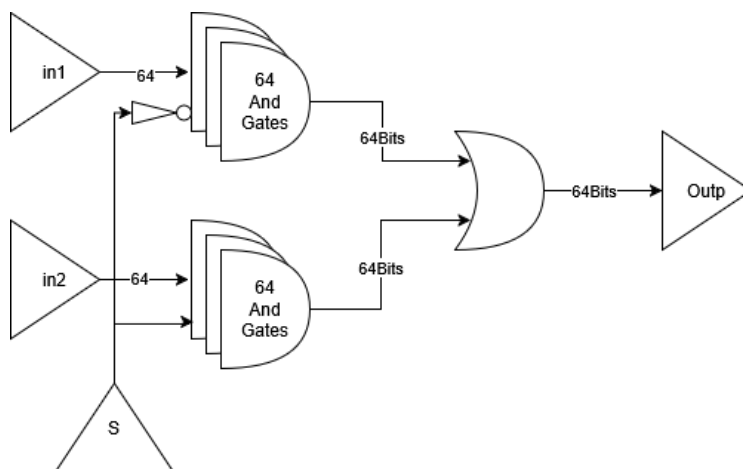 in1
64
64
And
Gates
64Bits
64Bits
Outp
in2
64
64
And
Gates
64Bits
S